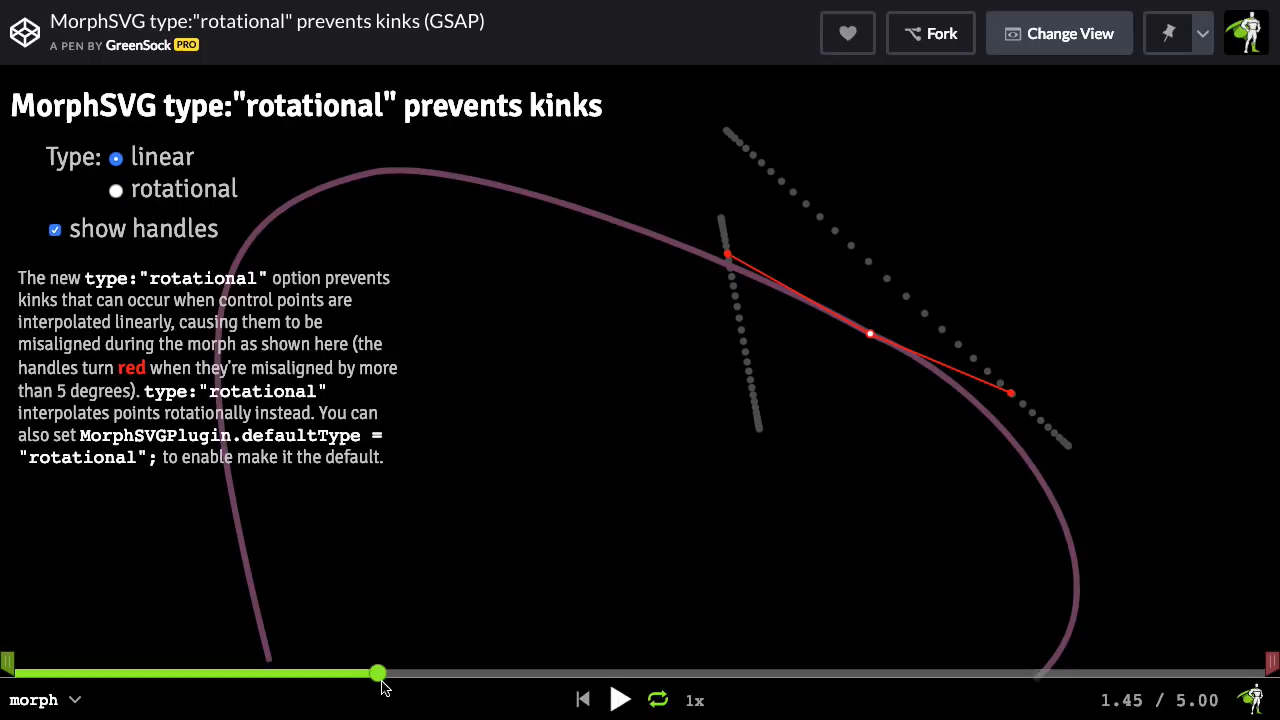 MorphSVG type:"rotational" prevents kinks (GSAP)
A PEN BY GreenSock PRO
Fork
Change View
MorphSVG type:"rotational" prevents kinks
Type: linear
rotational
show handles
The new type:"rotational" option prevents
kinks that can occur when control points are
interpolated linearly, causing them to be
misaligned during the morph as shown here (the
handles turn red when they're misaligned by more
than 5 degrees). type:"rotational"
interpolates points rotationally instead. You can
also set MorphSVGPlugin.defaultType =
"rotational"; to enable make it the default.
morph
1x
1.45 / 5.00